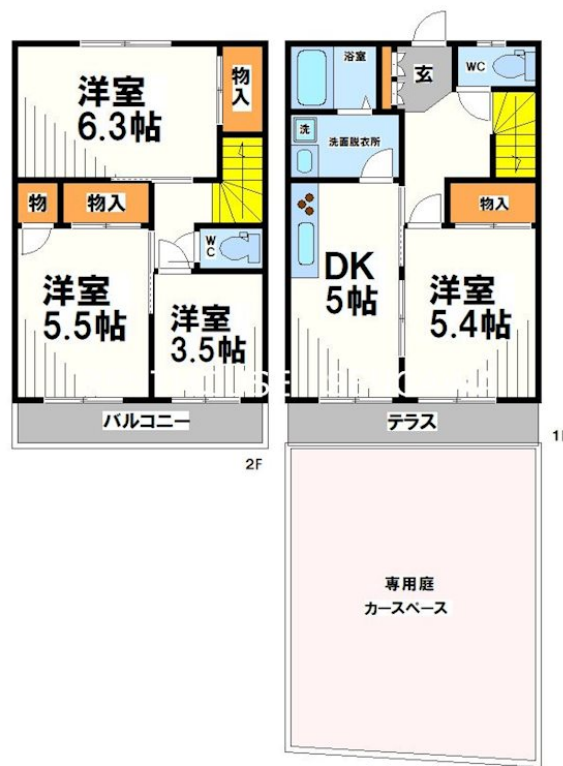 洋室
6.3帖
物入
物
物入
WC
洋室
5.5帖
洋室
3.5帖
バルコニー
2F
浴室
玄
WC
洗
洗面脱衣所
物入
DK
5帖
洋室
5.4帖
テラス
専用庭
カースペース